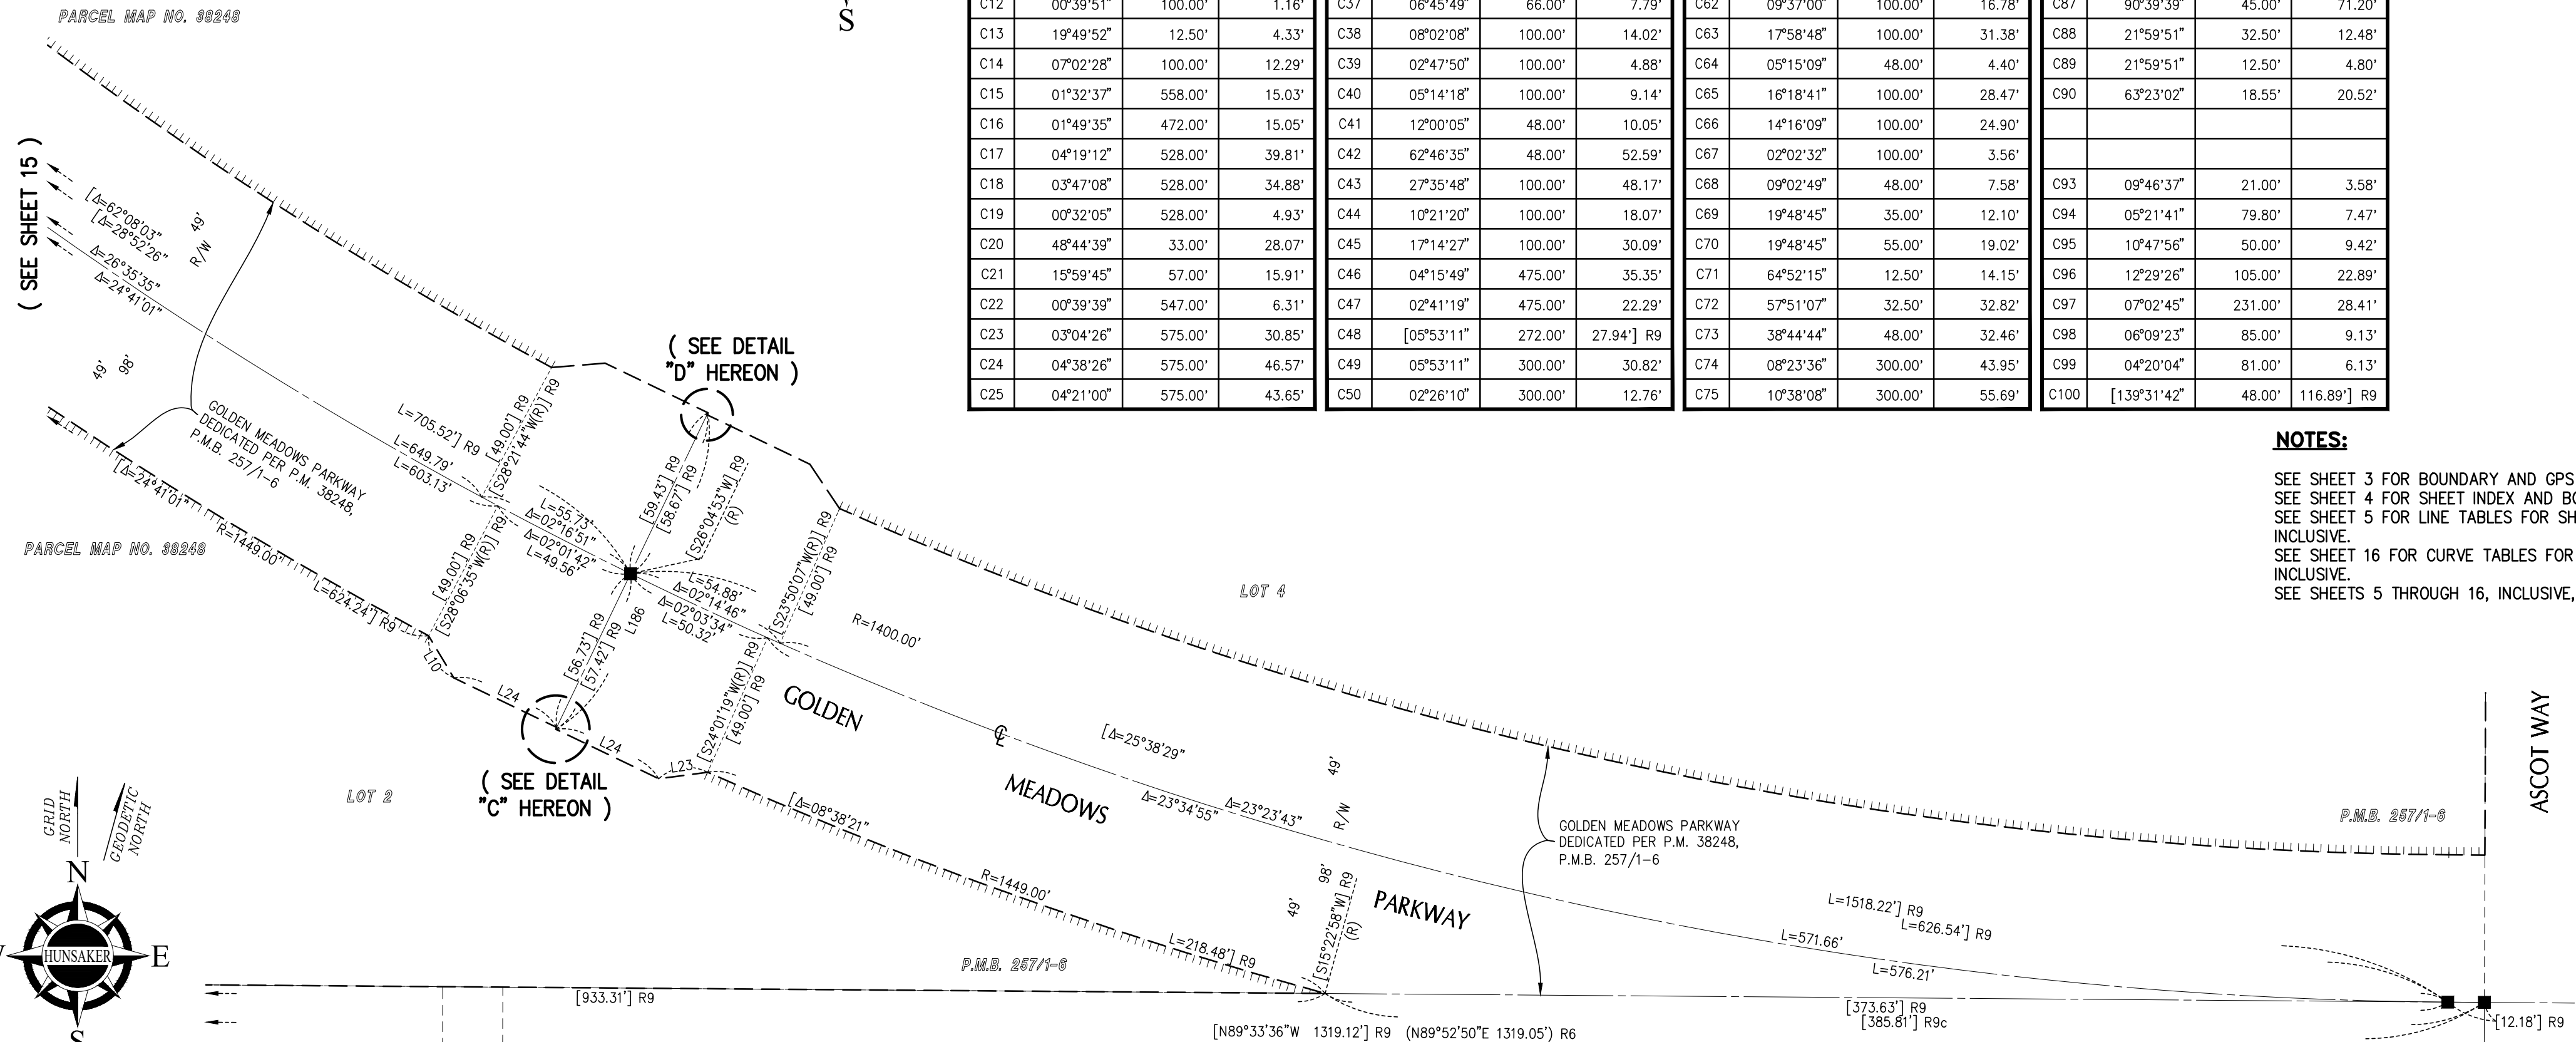 PARCEL MAP NO. 38248
S
C12 00°39'51" 100.00' 1.16' C37 06°45'49" 66.00' 7.79' C62 09°37'00" 100.00' 16.78' C87 90°39'39" 45.00' 71.20'
C13 19°49'52" 12.50' 4.33' C38 08°02'08" 100.00' 14.02' C63 17°58'48" 100.00' 31.38' C88 21°59'51" 32.50' 12.48'
C14 07°02'28" 100.00' 12.29' C39 02°47'50" 100.00' 4.88' C64 05°15'09" 48.00' 4.40' C89 21°59'51" 12.50' 4.80'
C15 01°32'37" 558.00' 15.03' C40 05°14'18" 100.00' 9.14' C65 16°18'41" 100.00' 28.47' C90 63°23'02" 18.55' 20.52'
C16 01°49'35" 472.00' 15.05' C41 12°00'05" 48.00' 10.05' C66 14°16'09" 100.00' 24.90'
C17 04°19'12" 528.00' 39.81' C42 62°46'35" 48.00' 52.59' C67 02°02'32" 100.00' 3.56'
C18 03°47'08" 528.00' 34.88' C43 27°35'48" 100.00' 48.17' C68 09°02'49" 48.00' 7.58' C93 09°46'37" 21.00' 3.58'
C19 00°32'05" 528.00' 4.93' C44 10°21'20" 100.00' 18.07' C69 19°48'45" 35.00' 12.10' C94 05°21'41" 79.80' 7.47'
C20 48°44'39" 33.00' 28.07' C45 17°14'27" 100.00' 30.09' C70 19°48'45" 55.00' 19.02' C95 10°47'56" 50.00' 9.42'
C21 15°59'45" 57.00' 15.91' C46 04°15'49" 475.00' 35.35' C71 64°52'15" 12.50' 14.15' C96 12°29'26" 105.00' 22.89'
C22 00°39'39" 547.00' 6.31' C47 02°41'19" 475.00' 22.29' C72 57°51'07" 32.50' 32.82' C97 07°02'45" 231.00' 28.41'
C23 03°04'26" 575.00' 30.85' C48 [05°53'11" 272.00' 27.94'] R9 C73 38°44'44" 48.00' 32.46' C98 06°09'23" 85.00' 9.13'
C24 04°38'26" 575.00' 46.57' C49 05°53'11" 300.00' 30.82' C74 08°23'36" 300.00' 43.95' C99 04°20'04" 81.00' 6.13'
C25 04°21'00" 575.00' 43.65' C50 02°26'10" 300.00' 12.76' C75 10°38'08" 300.00' 55.69' C100 [139°31'42" 48.00' 116.89'] R9
NOTES:
SEE SHEET 3 FOR BOUNDARY AND GPS
SEE SHEET 4 FOR SHEET INDEX AND BO
SEE SHEET 5 FOR LINE TABLES FOR SH
INCLUSIVE.
SEE SHEET 16 FOR CURVE TABLES FOR
INCLUSIVE.
SEE SHEETS 5 THROUGH 16, INCLUSIVE,
( SEE SHEET 15 )
[Δ=62°08'03"
[Δ=28°52'26"
Δ=26°35'35"
Δ=24°41'01"
49'
R/W
49'
98'
GOLDEN MEADOWS PARKWAY
DEDICATED PER P.M. 38248,
P.M.B. 257/1-6
L=705.52'] R9
L=649.79'
L=603.13'
[49.00'] R9
[S28°21'44"W(R)] R9
( SEE DETAIL
"D" HEREON )
[59.43'] R9
[58.67'] R9
[S26°04'53"W] R9
(R)
L=55.73'
Δ=02°16'51"
Δ=02°01'42"
L=49.56'
L=54.88'
Δ=02°14'46"
Δ=02°03'34"
L=50.32'
[S23°50'07"W(R)] R9
[49.00'] R9
PARCEL MAP NO. 38248
[Δ=24°41'01"
R=1449.00'
L=624.24'] R9
[49.00'] R9
[S28°06'35"W(R)] R9
[56.73'] R9
[57.42'] R9
L186
L10
L24
L24
L23
( SEE DETAIL
"C" HEREON )
[S24°01'19"W(R)] R9
[49.00'] R9
R=1400.00'
LOT 4
LOT 2
GOLDEN
MEADOWS
PARKWAY
℄
[Δ=25°38'29"
Δ=23°34'55"
Δ=23°23'43"
49'
R/W
98'
49'
[S15°22'58"W] R9
(R)
[Δ=08°38'21"
R=1449.00'
L=218.48'] R9
GOLDEN MEADOWS PARKWAY
DEDICATED PER P.M. 38248,
P.M.B. 257/1-6
L=1518.22'] R9
L=626.54'] R9
L=571.66'
L=576.21'
P.M.B. 257/1-6
ASCOT WAY
P.M.B. 257/1-6
[933.31'] R9
[373.63'] R9
[385.81'] R9c
[12.18'] R9
[N89°33'36"W 1319.12'] R9 (N89°52'50"E 1319.05') R6
GRID
NORTH
GEODETIC
NORTH
N
HUNSAKER
E
S